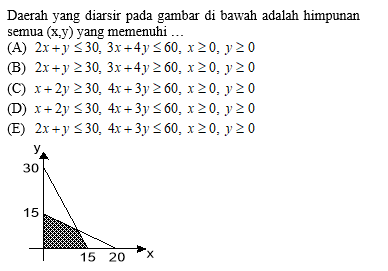 Daerah yang diarsir pada gambar di bawah adalah himpunan
semua (x,y) yang memenuhi …
(A) 2x + y ≤ 30, 3x + 4y ≤ 60, x ≥ 0, y ≥ 0
(B) 2x + y ≥ 30, 3x + 4y ≥ 60, x ≥ 0, y ≥ 0
(C) x + 2y ≥ 30, 4x + 3y ≥ 60, x ≥ 0, y ≥ 0
(D) x + 2y ≤ 30, 4x + 3y ≤ 60, x ≥ 0, y ≥ 0
(E) 2x + y ≤ 30, 4x + 3y ≤ 60, x ≥ 0, y ≥ 0
y
30
15
15 20 x